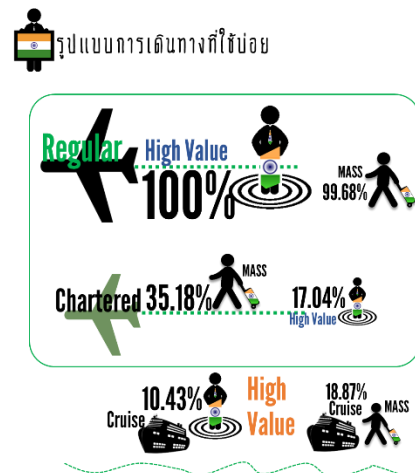 รูปแบบการเดินทางที่ใช้บ่อย
Regular
High Value
100%
MASS
99.68%
Chartered
35.18%
MASS
17.04%
High Value
10.43%
Cruise
High
Value
18.87%
Cruise
MASS